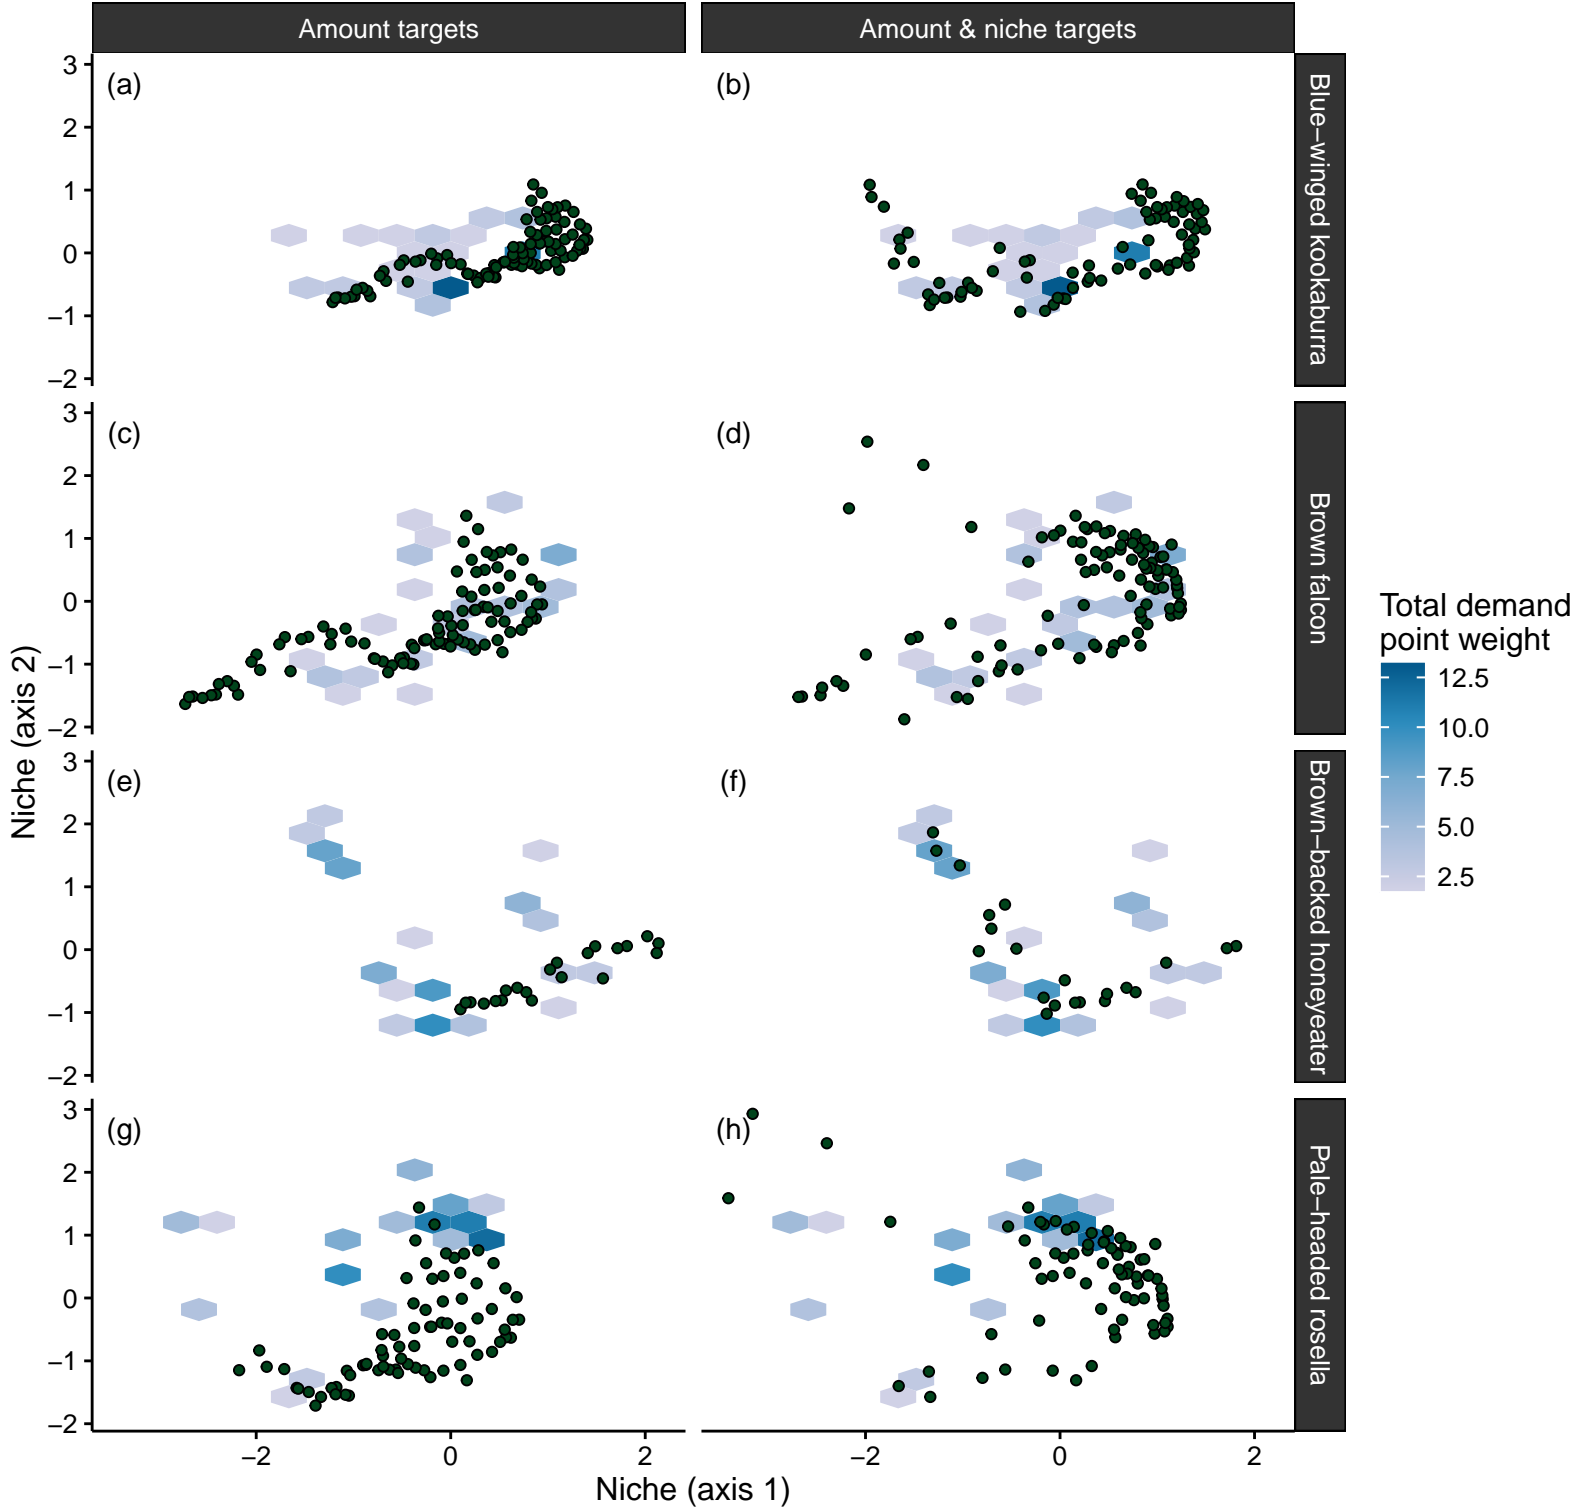 Amount targets
Amount & niche targets
(a)
(b)
Blue−winged kookaburra
3
2
1
0
−1
−2
(c)
(d)
Brown falcon
3
2
1
0
−1
−2
(e)
(f)
Brown−backed honeyeater
3
2
1
0
−1
−2
(g)
(h)
Pale−headed rosella
3
2
1
0
−1
−2
−2
0
2
−2
0
2
Niche (axis 1)
Niche (axis 2)
Total demand
point weight
12.5
10.0
7.5
5.0
2.5